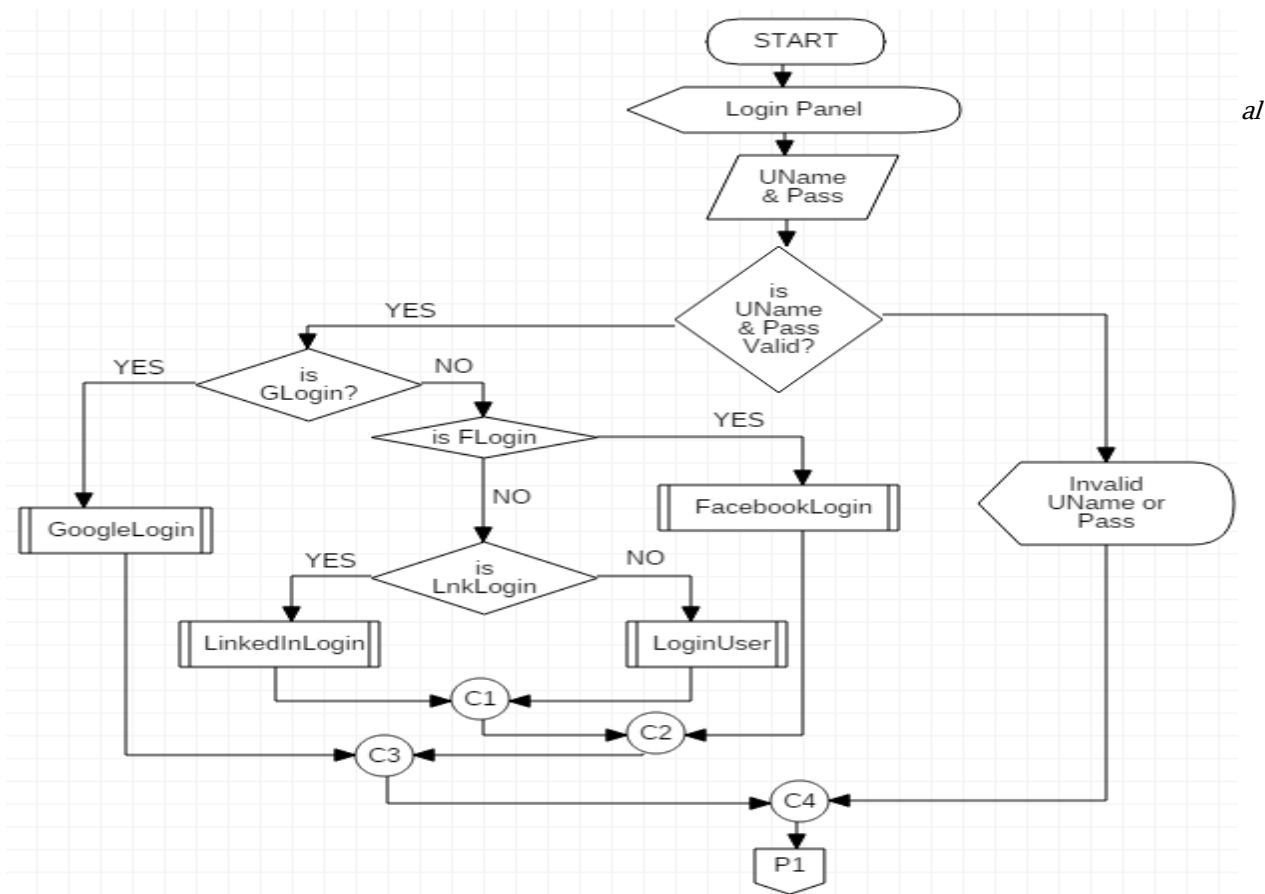 START
Login Panel
al
UName
& Pass
is
UName
& Pass
Valid?
YES
is
GLogin?
YES
NO
is FLogin
YES
NO
GoogleLogin
FacebookLogin
Invalid
UName or
Pass
is
LnkLogin
YES
NO
LinkedInLogin
LoginUser
C1
C2
C3
C4
P1